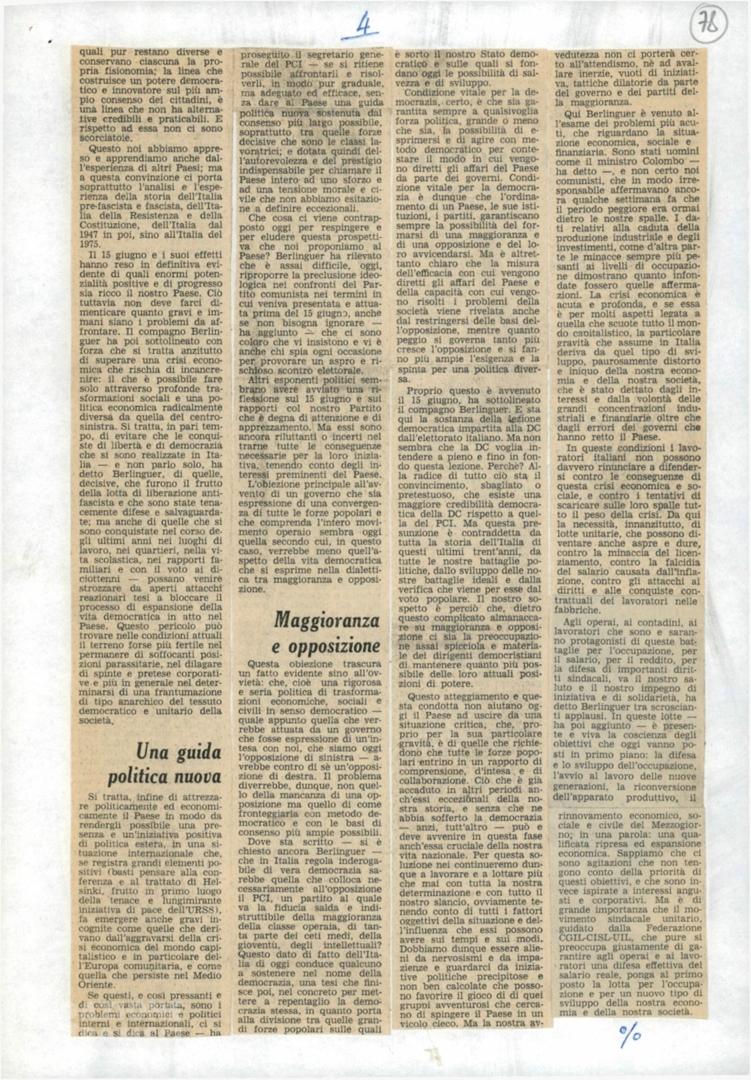 4
78
quali pur restano diverse e
conservano ciascuna la pro-
pria fisionomia; la linea che
costruisce un potere democra-
tico e innovatore sul più am-
pio consenso dei cittadini, è
una linea che non ha alterna-
tive credibili e praticabili. E
rispetto ad essa non ci sono
scorciatoie.
Questo noi abbiamo appre-
so e apprendiamo anche dal-
l'esperienza di altri Paesi; ma
a questa convinzione ci porta
soprattutto l'analisi e l'espe-
rienza della storia dell'Italia
pre-fascista e fascista, dell'Ita-
lia della Resistenza e della
Costituzione, dell'Italia dal
1947 in poi, sino all'Italia del
1975.
Il 15 giugno e i suoi effetti
hanno reso in definitiva evi-
dente di quali enormi poten-
zialità positive e di progresso
sia ricco il nostro Paese. Ciò
tuttavia non deve farci di-
menticare quanto gravi e im-
mani siano i problemi da af-
frontare. Il compagno Berlin-
guer ha poi sottolineato con
forza che si tratta anzitutto
di superare una crisi econo-
mica che rischia di incancre-
nire: il che è possibile fare
solo attraverso profonde tra-
sformazioni sociali e una po-
litica economica radicalmente
diversa da quella del centro-
sinistra. Si tratta, in pari tem-
po, di evitare che le conqui-
ste di libertà e di democrazia
che si sono realizzate in Ita-
lia — e non parlo solo, ha
detto Berlinguer, di quelle,
decisive, che furono il frutto
della lotta di liberazione anti-
fascista e che sono state tena-
cemente difese e salvaguarda-
te; ma anche di quelle che si
sono conquistate nel corso de-
gli ultimi anni nei luoghi di
lavoro, nei quartieri, nella vi-
ta scolastica, nei rapporti fa-
miliari e con il voto ai di-
ciottenni — possano venire
strozzate da aperti attacchi
reazionari tesi a bloccare il
processo di espansione della
vita democratica in atto nel
Paese. Questo pericolo può
trovare nelle condizioni attuali
il terreno forse più fertile nel
permanere di soffocanti posi-
zioni parassitarie, nel dilagare
di spinte e pretese corporati-
ve e più in generale nel deter-
minarsi di una frantumazione
di tipo anarchico del tessuto
democratico e unitario della
società.
Una guida
politica nuova
Si tratta, infine di attrezza-
re politicamente ed economi-
camente il Paese in modo da
rendergli possibile una pre-
senza e un'iniziativa positiva
di politica estera, in una si-
tuazione internazionale che,
se registra grandi elementi po-
sitivi (basti pensare alla con-
ferenza e al trattato di Hel-
sinki, frutto in primo luogo
della tenace e lungimirante
iniziativa di pace dell'URSS),
fa emergere anche gravi in-
cognite come quelle che deri-
vano dall'aggravarsi della cri-
si economica del mondo capi-
talistico e in particolare del-
l'Europa comunitaria, e come
quella che persiste nel Medio
Oriente.
Se questi, e così pressanti e
di così vasta portata, sono i
problemi economici e politici
interni e internazionali, ci si
dica e si dica al Paese — ha
proseguito il segretario gene-
rale del PCI — se si ritiene
possibile affrontarli e risol-
verli, in modo pur graduale,
ma adeguato ed efficace, sen-
za dare al Paese una guida
politica nuova sostenuta dal
consenso più largo possibile,
soprattutto tra quelle forze
decisive che sono le classi la-
voratrici; e dotata quindi del-
l'autorevolezza e del prestigio
indispensabile per chiamare il
Paese intero ad uno sforzo e
ad una tensione morale e ci-
vile che non abbiamo esitazio-
ne a definire eccezionali.
Che cosa ci viene contrap-
posto oggi per respingere e
per eludere questa prospetti-
va che noi proponiamo al
Paese? Berlinguer ha rilevato
che è assai difficile, oggi,
riproporre la preclusione ideo-
logica nei confronti del Par-
tito comunista nei termini in
cui veniva presentata e attua-
ta prima del 15 giugno, anche
se non bisogna ignorare —
ha aggiunto — che ci sono
coloro che vi insistono e vi è
anche chi spia ogni occasione
per provocare un aspro e ri-
schioso scontro elettorale.
Altri esponenti politici sem-
brano avere avviato una ri-
flessione sul 15 giugno e sui
rapporti col nostro Partito
che è degna di attenzione e di
apprezzamento. Ma essi sono
ancora riluttanti o incerti nel
trarne tutte le conseguenze
necessarie per la loro inizia-
tiva, tenendo conto degli in-
teressi preminenti del Paese.
L'obiezione principale all'av-
vento di un governo che sia
espressione di una convergen-
za di tutte le forze popolari e
che comprenda l'intero movi-
mento operaio sembra oggi
quella secondo cui, in questo
caso, verrebbe meno quell'a-
spetto della vita democratica
che si esprime nella dialetti-
ca tra maggioranza e opposi-
zione.
Maggioranza
e opposizione
Questa obiezione trascura
un fatto evidente sino all'ov-
vietà: che, cioè una rigorosa
e seria politica di trasforma-
zioni economiche, sociali e
civili in senso democratico —
quale appunto quella che ver-
rebbe attuata da un governo
che fosse espressione di un'in-
tesa con noi, che siamo oggi
l'opposizione di sinistra — a-
vrebbe contro di sè un'opposi-
zione di destra. Il problema
diverrebbe, dunque, non quel-
lo della mancanza di una op-
posizione ma quello di come
fronteggiarla con metodo de-
mocratico e con le basi di
consenso più ampie possibili.
Dove sta scritto — si è
chiesto ancora Berlinguer —
che in Italia regola inderoga-
bile di vera democrazia sa-
rebbe quella che colloca ne-
cessariamente all'opposizione
il PCI, un partito al quale
va la fiducia salda e indi-
struttibile della maggioranza
della classe operaia, di tan-
ta parte dei ceti medi, della
gioventù, degli intellettuali?
Questo dato di fatto dell'Ita-
lia di oggi conduce qualcuno
a sostenere nel nome della
democrazia, una tesi che fini-
sce poi, nel concreto per met-
tere a repentaglio la demo-
crazia stessa, in quanto porta
alla divisione tra quelle gran-
di forze popolari sulle quali
è sorto il nostro Stato demo-
cratico e sulle quali si fon-
dano oggi le possibilità di sal-
vezza e di sviluppo.
Condizione vitale per la de-
mocrazia, certo, è che sia ga-
rantita sempre a qualsivoglia
forza politica, grande o meno
che sia, la possibilità di e-
sprimersi e di agire con me-
todo democratico per conte-
stare il modo in cui vengo-
no diretti gli affari del Paese
da parte dei governi. Condi-
zione vitale per la democra-
zia è dunque che l'ordina-
mento di un Paese, le sue isti-
tuzioni, i partiti, garantiscano
sempre la possibilità del for-
marsi di una maggioranza e
di una opposizione e del lo-
ro avvicendarsi. Ma è altret-
tanto chiaro che la misura
dell'efficacia con cui vengono
diretti gli affari del Paese e
della capacità con cui vengo-
no risolti i problemi della
società viene rivelata anche
dal restringersi delle basi del-
l'opposizione, mentre quanto
peggio si governa tanto più
cresce l'opposizione e si fan-
no più ampie l'esigenza e la
spinta per una politica diver-
sa.
Proprio questo è avvenuto
il 15 giugno, ha sottolineato
il compagno Berlinguer. E sta
qui la sostanza della lezione
democratica impartita alla DC
dall'elettorato italiano. Ma non
sembra che la DC voglia in-
tendere a pieno e fino in fon-
do questa lezione. Perchè? Al-
la radice di tutto ciò sta il
convincimento, sbagliato o
pretestuoso, che esiste una
maggiore credibilità democra-
tica della DC rispetto a quel-
la del PCI. Ma questa pre-
sunzione è contraddetta da
tutta la storia dell'Italia di
questi ultimi trent'anni, da
tutte le nostre battaglie poli-
tiche, dallo sviluppo delle no-
stre battaglie ideali e dalla
verifica che viene per esse dal
voto popolare. Il nostro so-
spetto è perciò che, dietro
questo complicato almanacca-
re su maggioranza e opposi-
zione ci sia la preoccupazio-
ne assai spicciola e materia-
le dei dirigenti democristiani
di mantenere quanto più pos-
sibile delle loro attuali posi-
zioni di potere.
Questo atteggiamento e que-
sta condotta non aiutano og-
gi il Paese ad uscire da una
situazione critica, che, pro-
prio per la sua particolare
gravità, è di quelle che richie-
dono che tutte le forze popo-
lari entrino in un rapporto di
comprensione, d'intesa e di
collaborazione. Ciò che è già
accaduto in altri periodi an-
ch'essi eccezionali della no-
stra storia, e senza che ne
abbia sofferto la democrazia
— anzi, tutt'altro — può e
deve avvenire in questa fase
anch'essa cruciale della nostra
vita nazionale. Per questa so-
luzione noi continueremo dun-
que a lavorare e a lottare più
che mai con tutta la nostra
determinazione e con tutto il
nostro slancio, ovviamente te-
nendo conto di tutti i fattori
oggettivi della situazione e del-
l'influenza che essi possono
avere sui tempi e sui modi.
Dobbiamo dunque essere alie-
ni da nervosismi e da impa-
zienze e guardarci da inizia-
tive politiche precipitose e
non ben calcolate che posso-
no favorire il gioco di quei
gruppi avventurosi che cerca-
no di spingere il Paese in un
vicolo cieco. Ma la nostra av-
vedutezza non ci porterà cer-
to all'attendismo, nè ad aval-
lare inerzie, vuoti di iniziati-
va, tattiche dilatorie da parte
del governo e dei partiti del-
la maggioranza.
Qui Berlinguer è venuto al-
l'esame dei problemi più acu-
ti, che riguardano la situa-
zione economica, sociale e
finanziaria. Sono stati uomini
come il ministro Colombo —
ha detto —, e non certo noi
comunisti, che in modo irre-
sponsabile affermavano anco-
ra qualche settimana fa che
il periodo peggiore era ormai
dietro le nostre spalle. I da-
ti relativi alla caduta della
produzione industriale e degli
investimenti, come d'altra par-
te le minacce sempre più pe-
santi ai livelli di occupazio-
ne dimostrano quanto infon-
date fossero quelle afferma-
zioni. La crisi economica è
acuta e profonda, e se essa
è per molti aspetti legata a
quella che scuote tutto il mon-
do capitalistico, la particolare
gravità che assume in Italia
deriva da quel tipo di svi-
luppo, paurosamente distorto
e iniquo della nostra econo-
mia e della nostra società,
che è stato dettato dagli in-
teressi e dalla volontà delle
grandi concentrazioni indu-
striali e finanziarie oltre che
dagli errori dei governi che
hanno retto il Paese.
In queste condizioni i lavo-
ratori italiani non possono
davvero rinunciare a difender-
si contro le conseguenze di
questa crisi economica e so-
ciale, e contro i tentativi di
scaricare sulle loro spalle tut-
to il peso della crisi. Da qui
la necessità, innanzitutto, di
lotte unitarie, che possono di-
ventare anche aspre e dure,
contro la minaccia del licen-
ziamento, contro la falcidia
del salario causata dall'infla-
zione, contro gli attacchi ai
diritti e alle conquiste con-
trattuali dei lavoratori nelle
fabbriche.
Agli operai, ai contadini, ai
lavoratori che sono e saran-
no protagonisti di queste bat-
taglie per l'occupazione, per
il salario, per il reddito, per
la difesa di importanti diritti
sindacali, va il nostro sa-
luto e il nostro impegno di
iniziativa e di solidarietà, ha
detto Berlinguer tra scroscian-
ti applausi. In queste lotte —
ha poi aggiunto — è presen-
te e viva la coscienza degli
obiettivi che oggi vanno po-
sti in primo piano: la difesa
e lo sviluppo dell'occupazione,
l'avvio al lavoro delle nuove
generazioni, la riconversione
dell'apparato produttivo, il
rinnovamento economico, so-
ciale e civile del Mezzogior-
no; in una parola: una qua-
lificata ripresa ed espansione
economica. Sappiamo che ci
sono agitazioni che non ten-
gono conto della priorità di
questi obiettivi, e che sono in-
vece ispirate a interessi angu-
sti e corporativi. Ma è di
grande importanza che il mo-
vimento sindacale unitario,
guidato dalla Federazione
CGIL-CISL-UIL, che pure si
preoccupa giustamente di ga-
rantire agli operai e ai lavo-
ratori una difesa effettiva del
salario reale, ponga al primo
posto la lotta per l'occupa-
zione e per un nuovo tipo di
sviluppo della nostra econo-
mia e della nostra società.
%